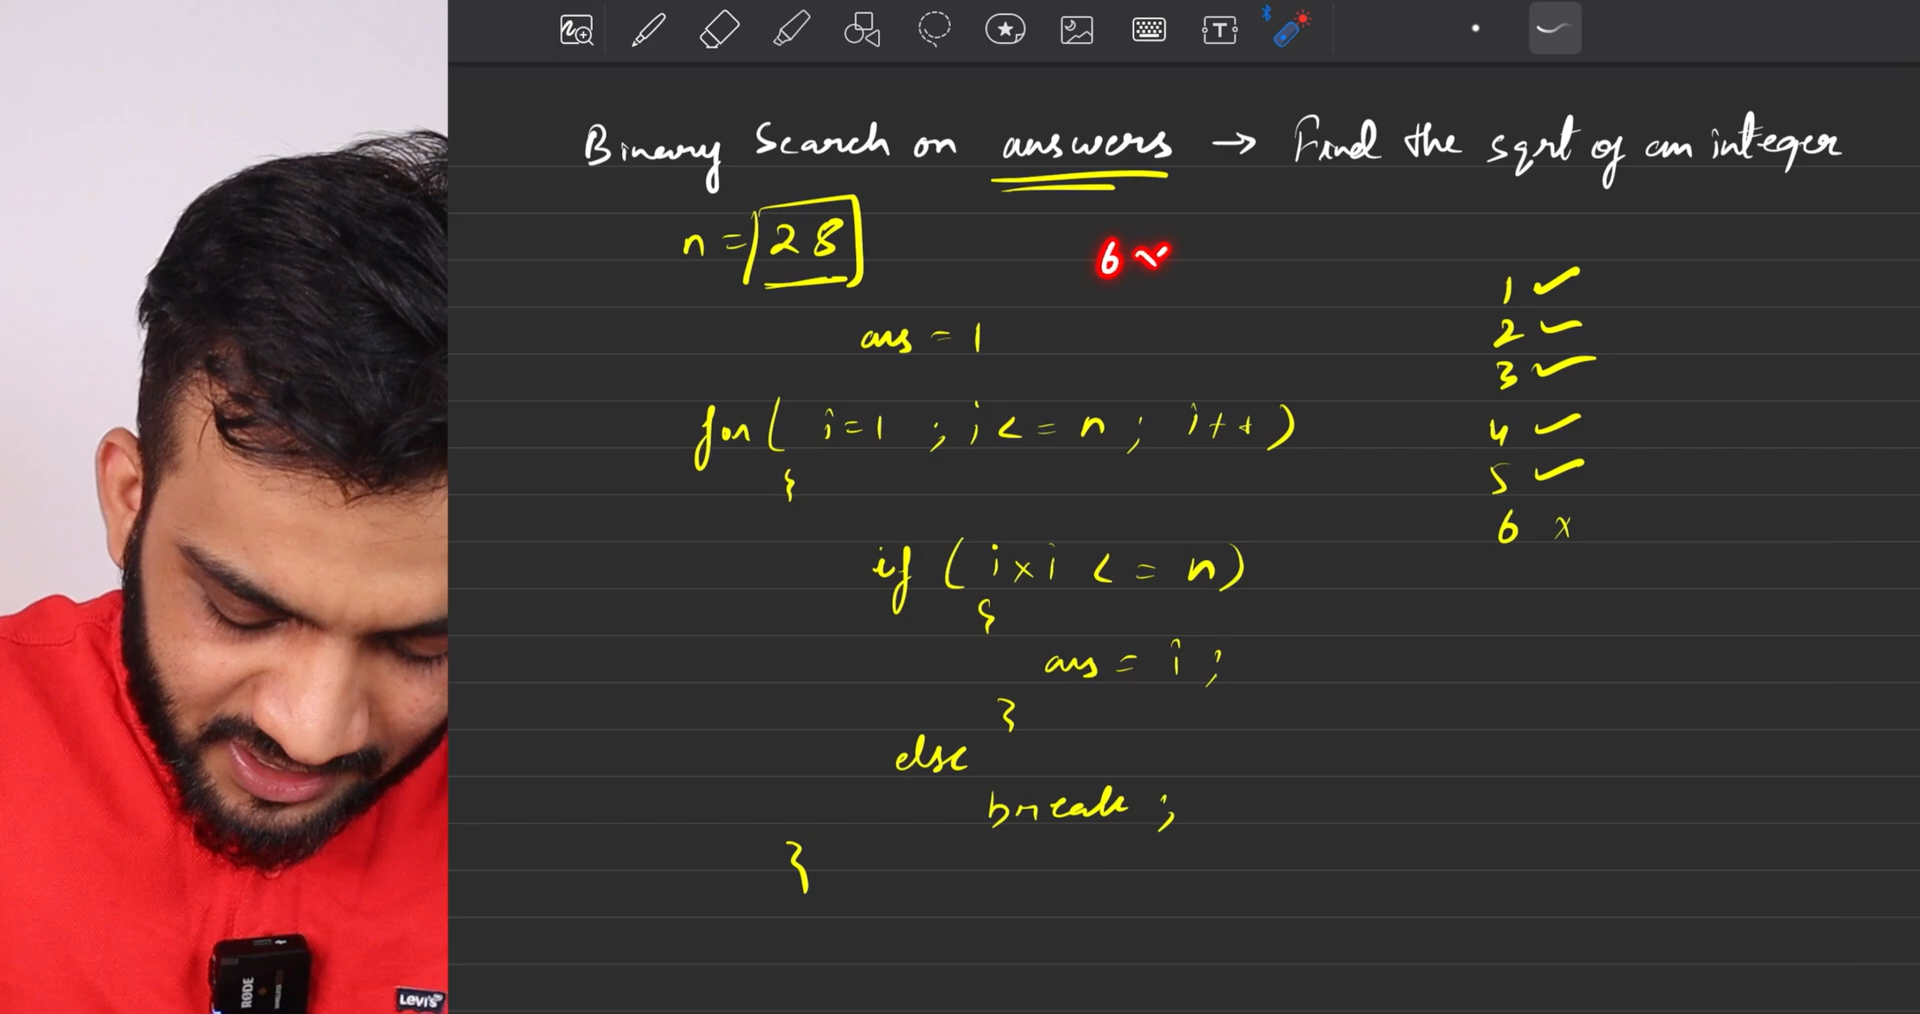 Binary Search on answers → Find the sqrt of an integer
n = 28
6 x
1 ✓
2 ✓
3 ✓
4 ✓
5 ✓
6 x
ans = 1
for( i=1 ; i <= n ; i++ )
{
if ( i x i <= n )
{
ans = i ;
}
else
break ;
}
RØDE
LEVI'S
T